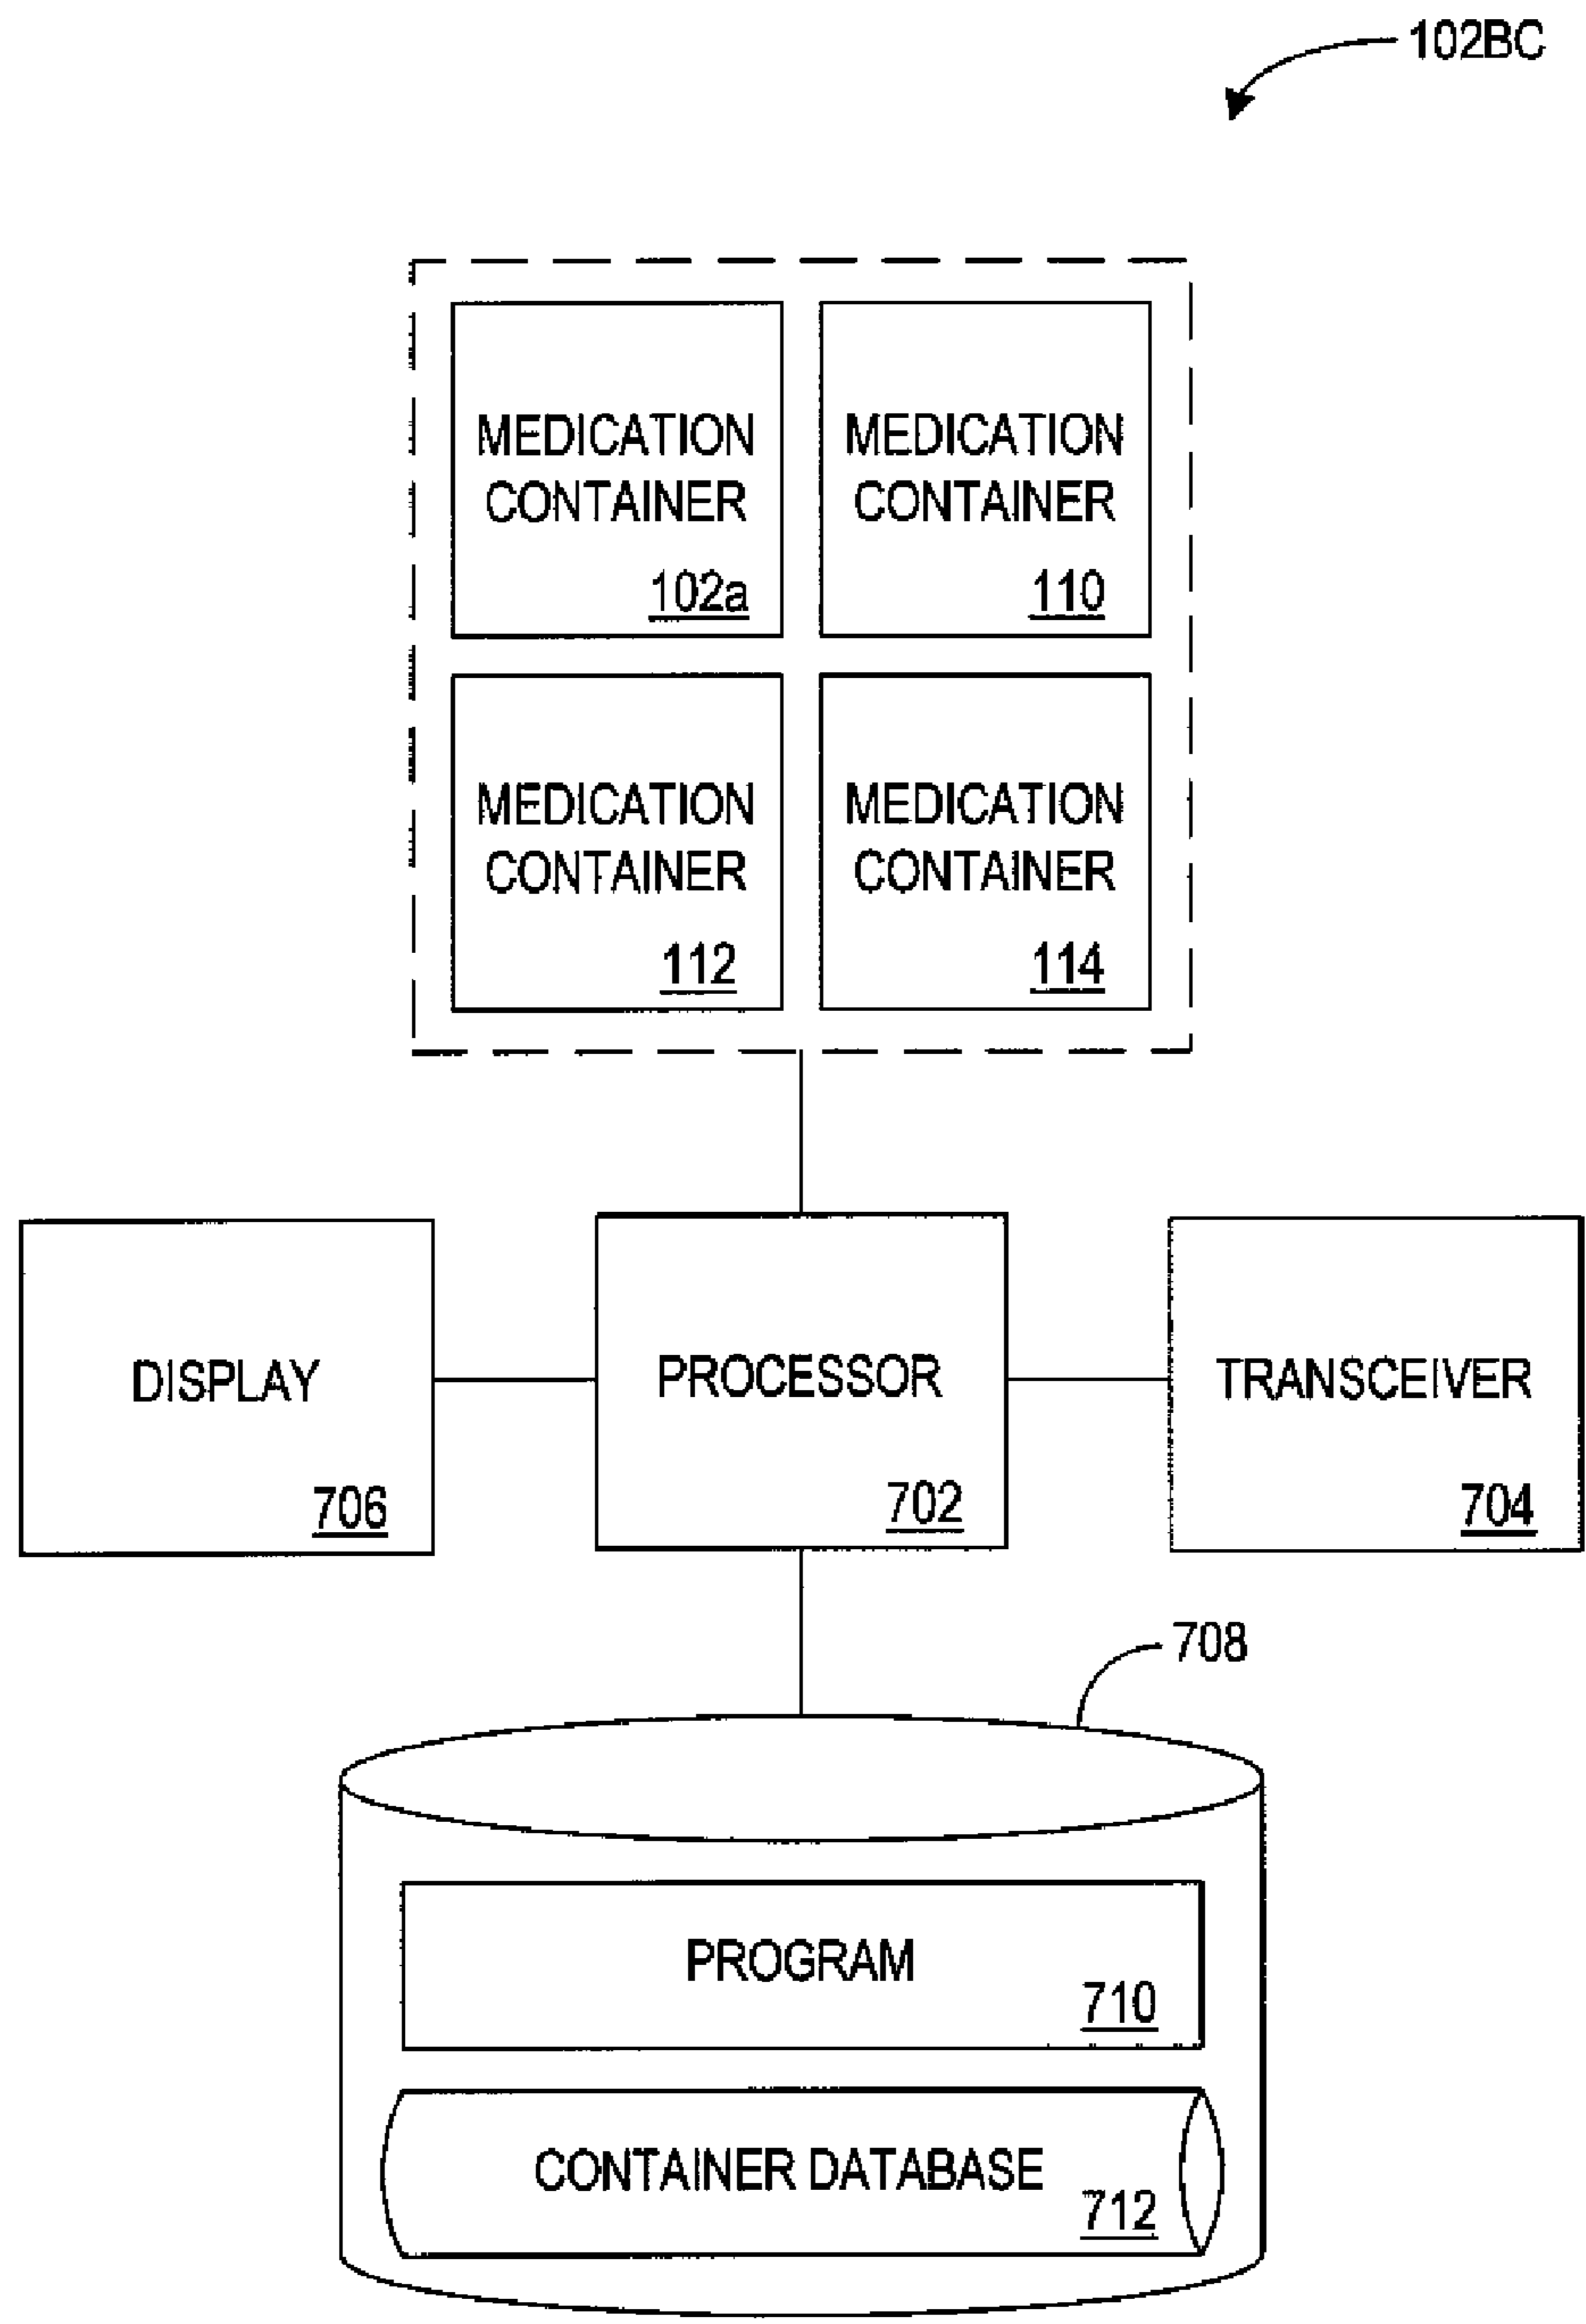 102BC
MEDICATION
CONTAINER
102a
MEDICATION
CONTAINER
110
MEDICATION
CONTAINER
112
MEDICATION
CONTAINER
114
DISPLAY
706
PROCESSOR
702
TRANSCEIVER
704
708
PROGRAM
710
CONTAINER DATABASE
712